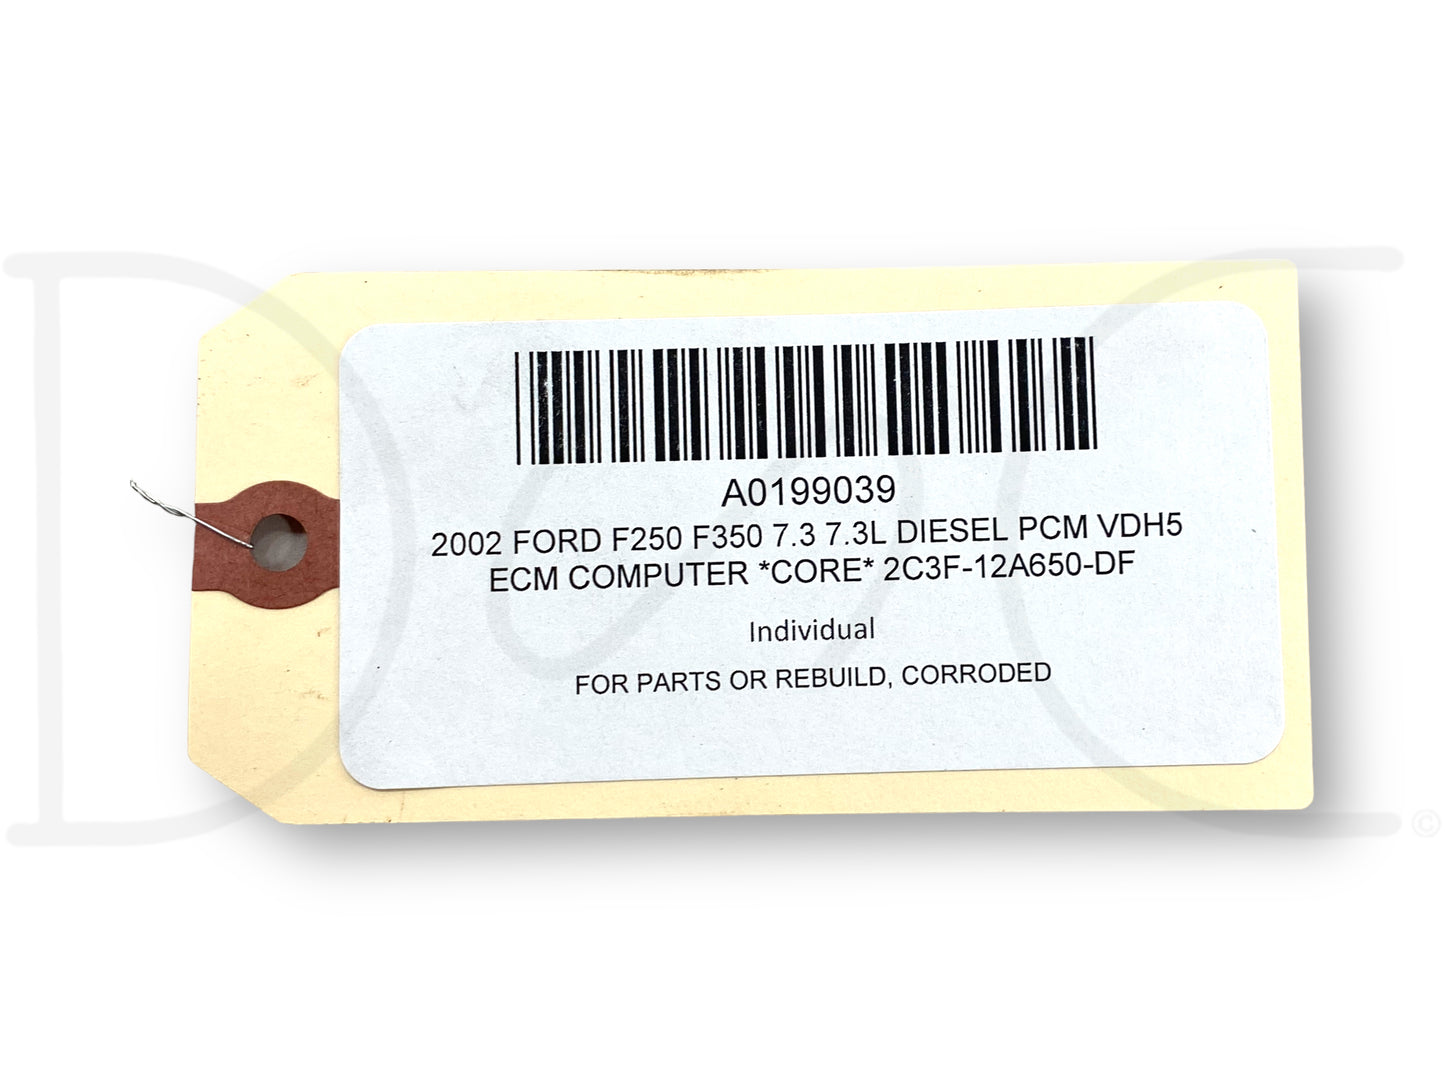 A0199039
2002 FORD F250 F350 7.3 7.3L DIESEL PCM VDH5
ECM COMPUTER *CORE* 2C3F-12A650-DF
Individual
FOR PARTS OR REBUILD, CORRODED
©